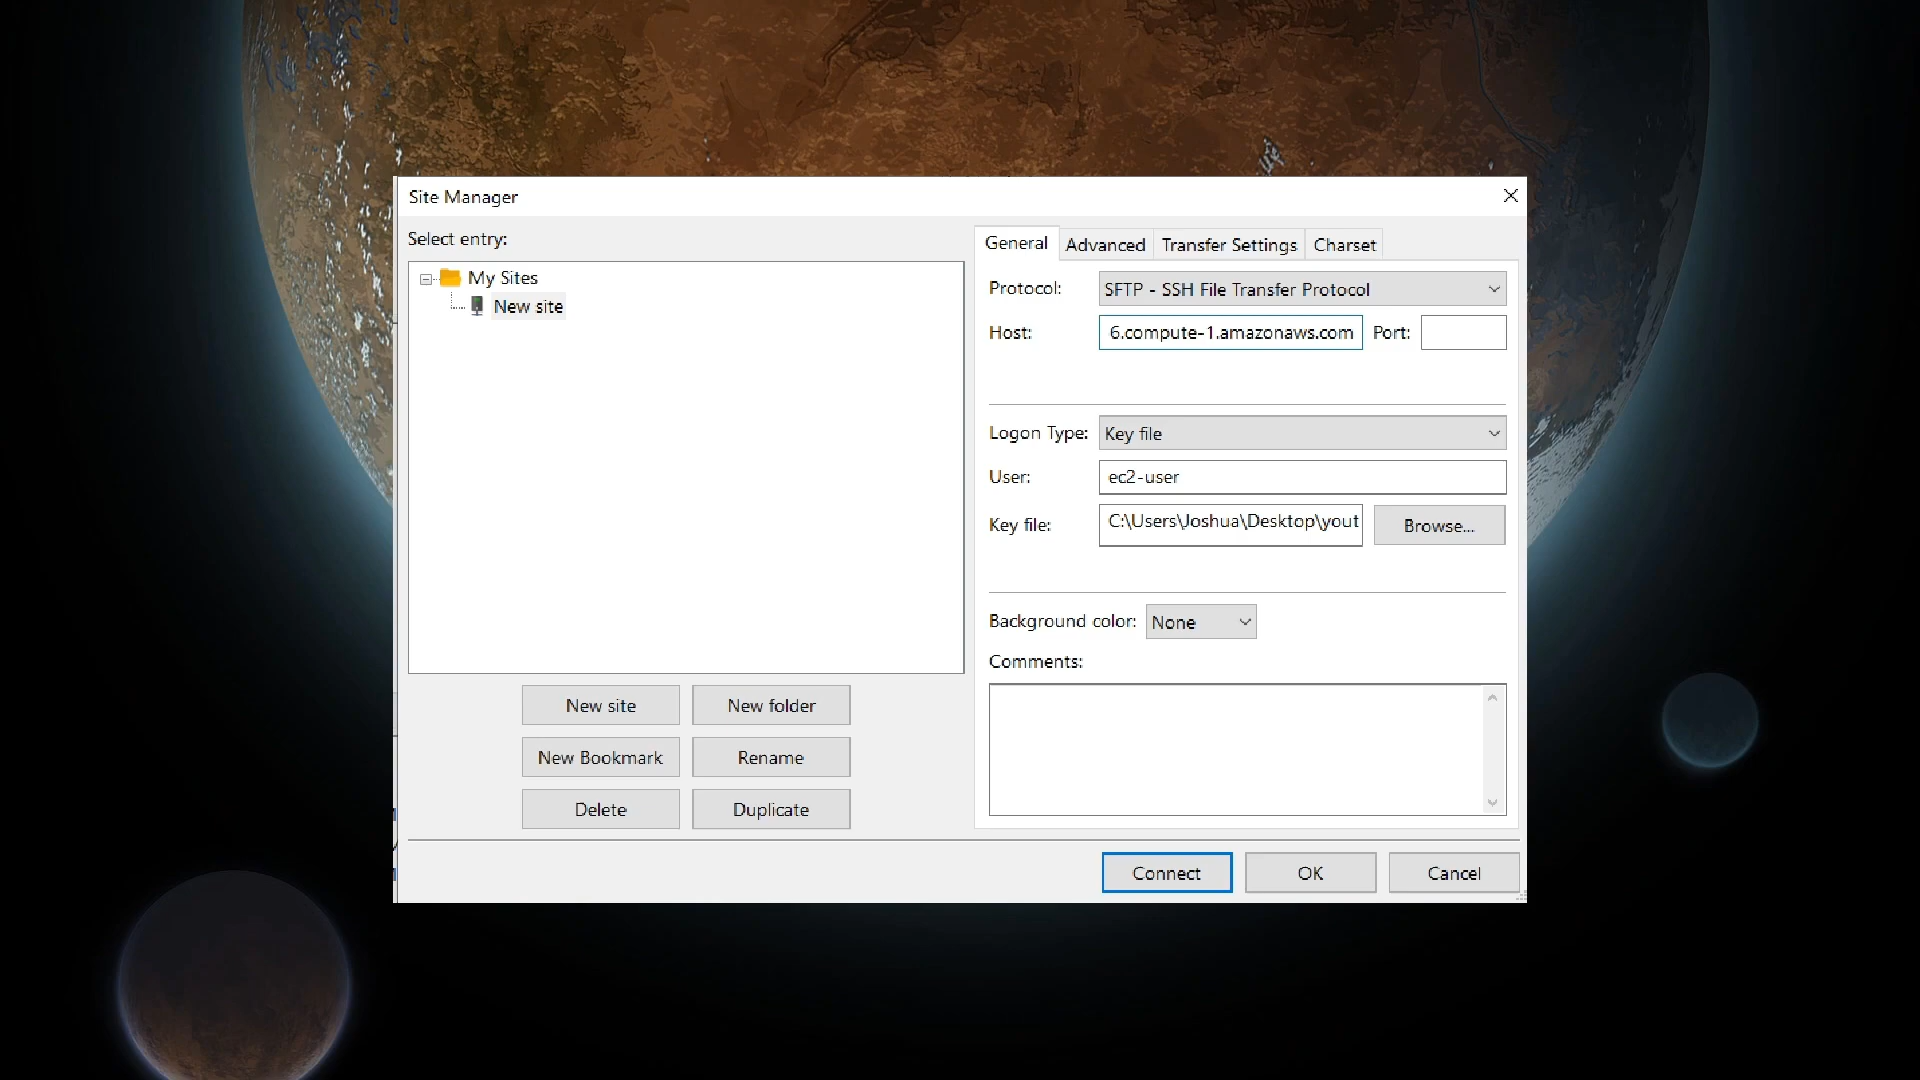 Site Manager
Select entry:
My Sites
New site
New site
New folder
New Bookmark
Rename
Delete
Duplicate
General
Advanced
Transfer Settings
Charset
Protocol:
SFTP - SSH File Transfer Protocol
Host:
6.compute-1.amazonaws.com
Port:
Logon Type:
Key file
User:
ec2-user
Key file:
C:\Users\Joshua\Desktop\yout
Browse...
Background color:
None
Comments:
Connect
OK
Cancel